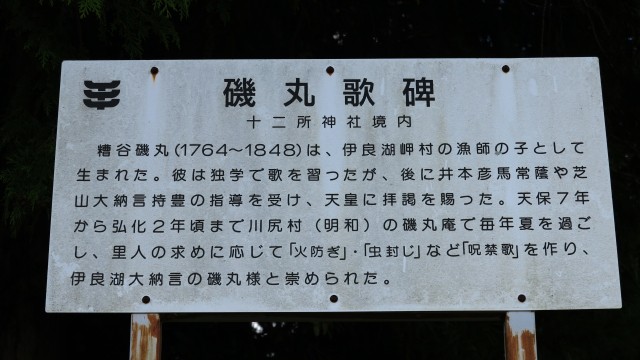 磯丸歌碑
十二所神社境内
糟谷磯丸(1764～1848)は、伊良湖岬村の漁師の子として
生まれた。彼は独学で歌を習ったが、後に井本彦馬常蔭や芝
山大納言持豊の指導を受け、天皇に拝謁を賜った。天保7年
から弘化2年頃まで川尻村(明和)の磯丸庵で毎年夏を過ご
し、里人の求めに応じて「火防ぎ」・「虫封じ」など「呪禁歌」を作り、
伊良湖大納言の磯丸様と崇められた。